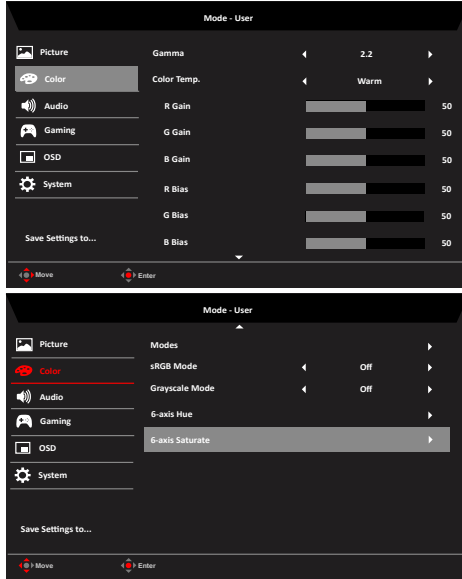 Mode - User
Picture
Gamma 2.2
Color
Color Temp. Warm
Audio
R Gain 50
Gaming
G Gain 50
OSD
B Gain 50
System
R Bias 50
G Bias 50
Save Settings to...
B Bias 50
Move Enter
Mode - User
Picture
Modes
Color
sRGB Mode Off
Audio
Grayscale Mode Off
Gaming
6-axis Hue
OSD
6-axis Saturate
System
Save Settings to...
Move Enter